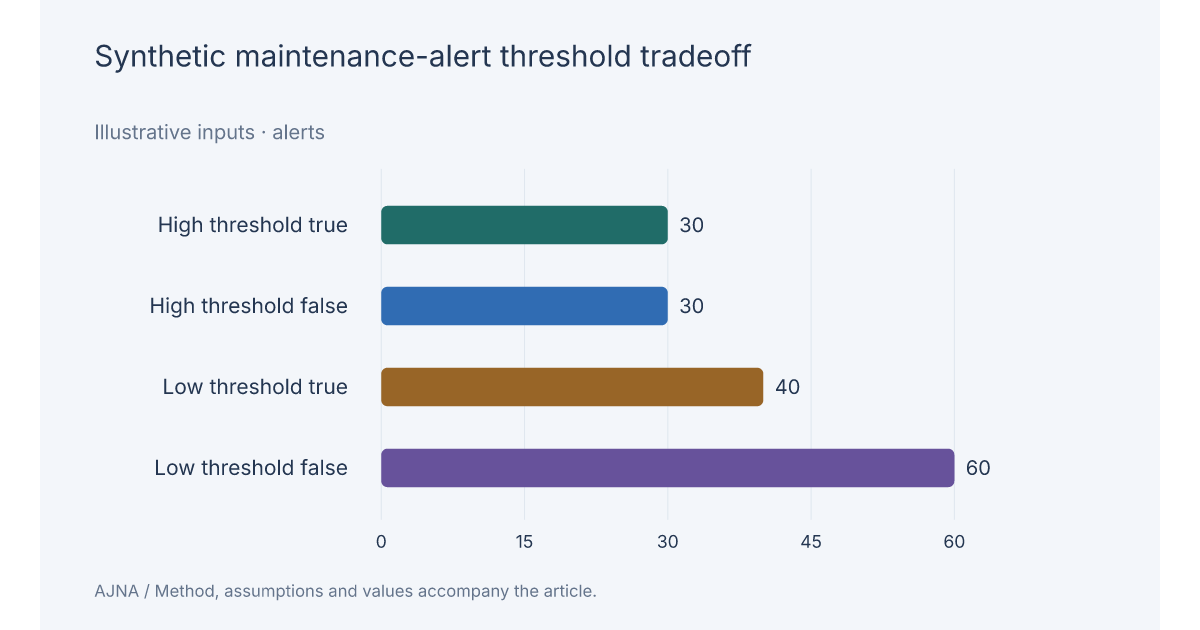 Synthetic maintenance-alert threshold tradeoff
Illustrative inputs · alerts
High threshold true 30
High threshold false 30
Low threshold true 40
Low threshold false 60
0 15 30 45 60
AJNA / Method, assumptions and values accompany the article.